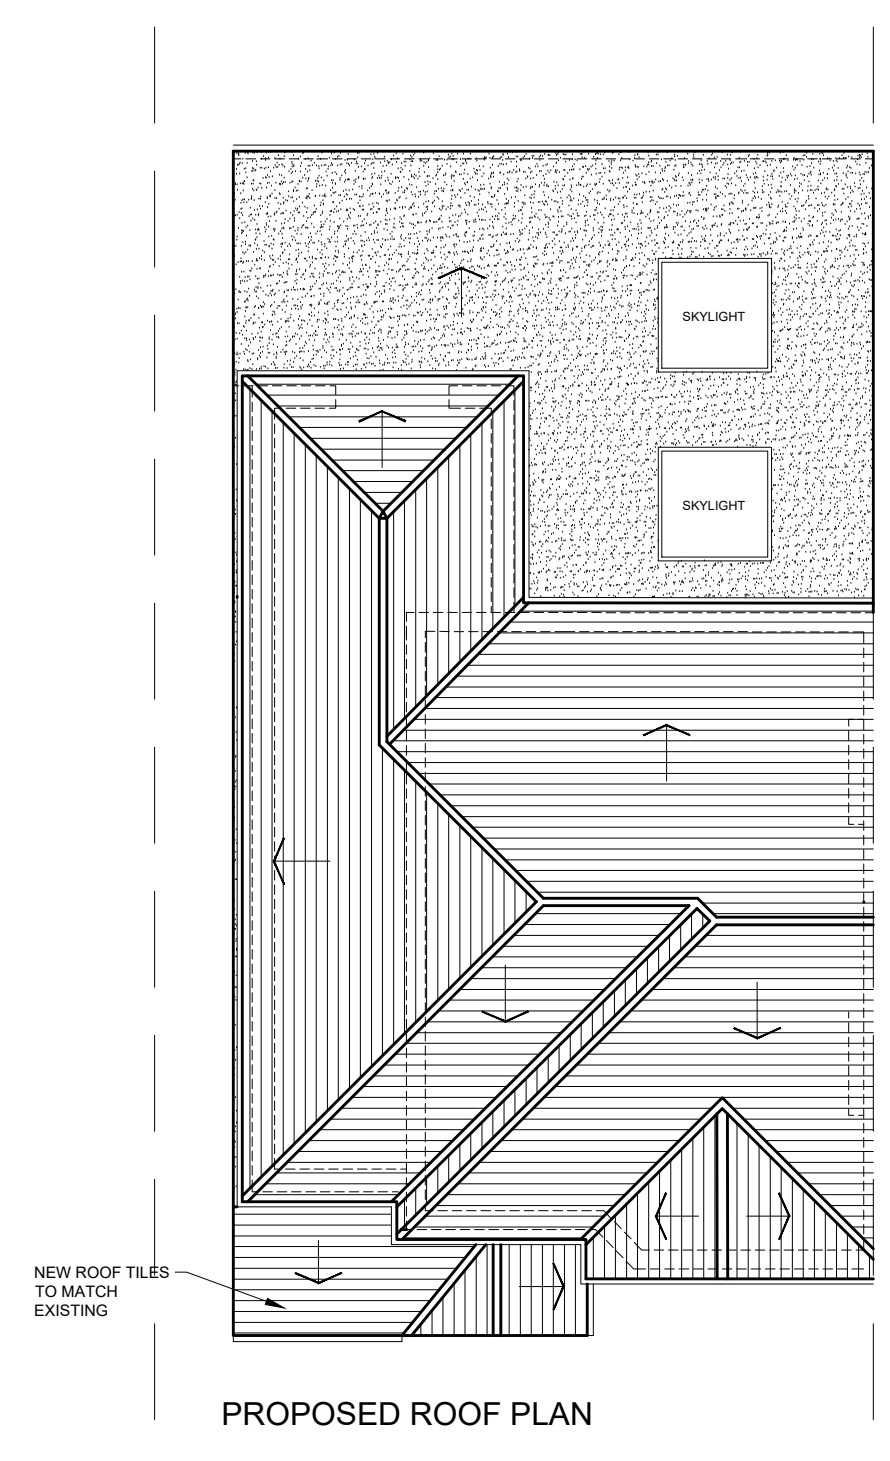 SKYLIGHT
SKYLIGHT
NEW ROOF TILES
TO MATCH
EXISTING
PROPOSED ROOF PLAN